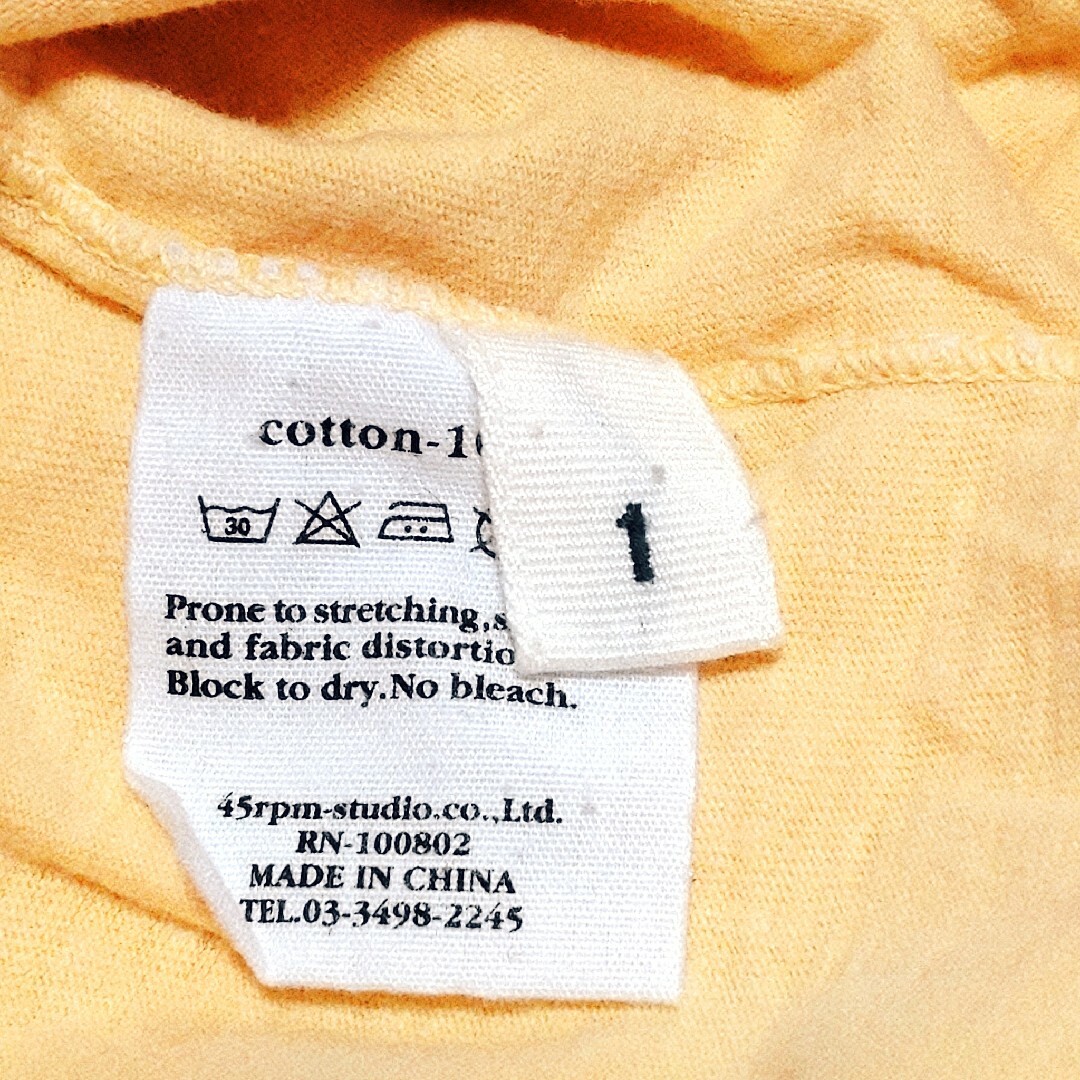 cotton-1
30
1
Prone to stretching,
and fabric
Block to dry.No bleach.
45rpm-studio.co.,Ltd.
RN-100802
MADE IN CHINA
TEL.03-3498-2245